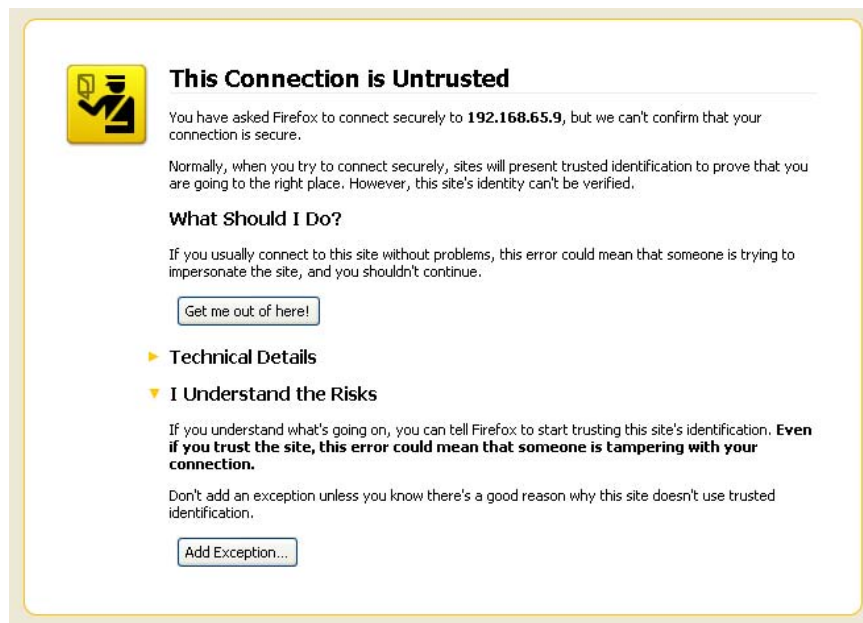 This Connection is Untrusted
You have asked Firefox to connect securely to 192.168.65.9, but we can't confirm that your
connection is secure.
Normally, when you try to connect securely, sites will present trusted identification to prove that you
are going to the right place. However, this site's identity can't be verified.
What Should I Do?
If you usually connect to this site without problems, this error could mean that someone is trying to
impersonate the site, and you shouldn't continue.
Get me out of here!
Technical Details
I Understand the Risks
If you understand what's going on, you can tell Firefox to start trusting this site's identification. Even
if you trust the site, this error could mean that someone is tampering with your
connection.
Don't add an exception unless you know there's a good reason why this site doesn't use trusted
identification.
Add Exception...